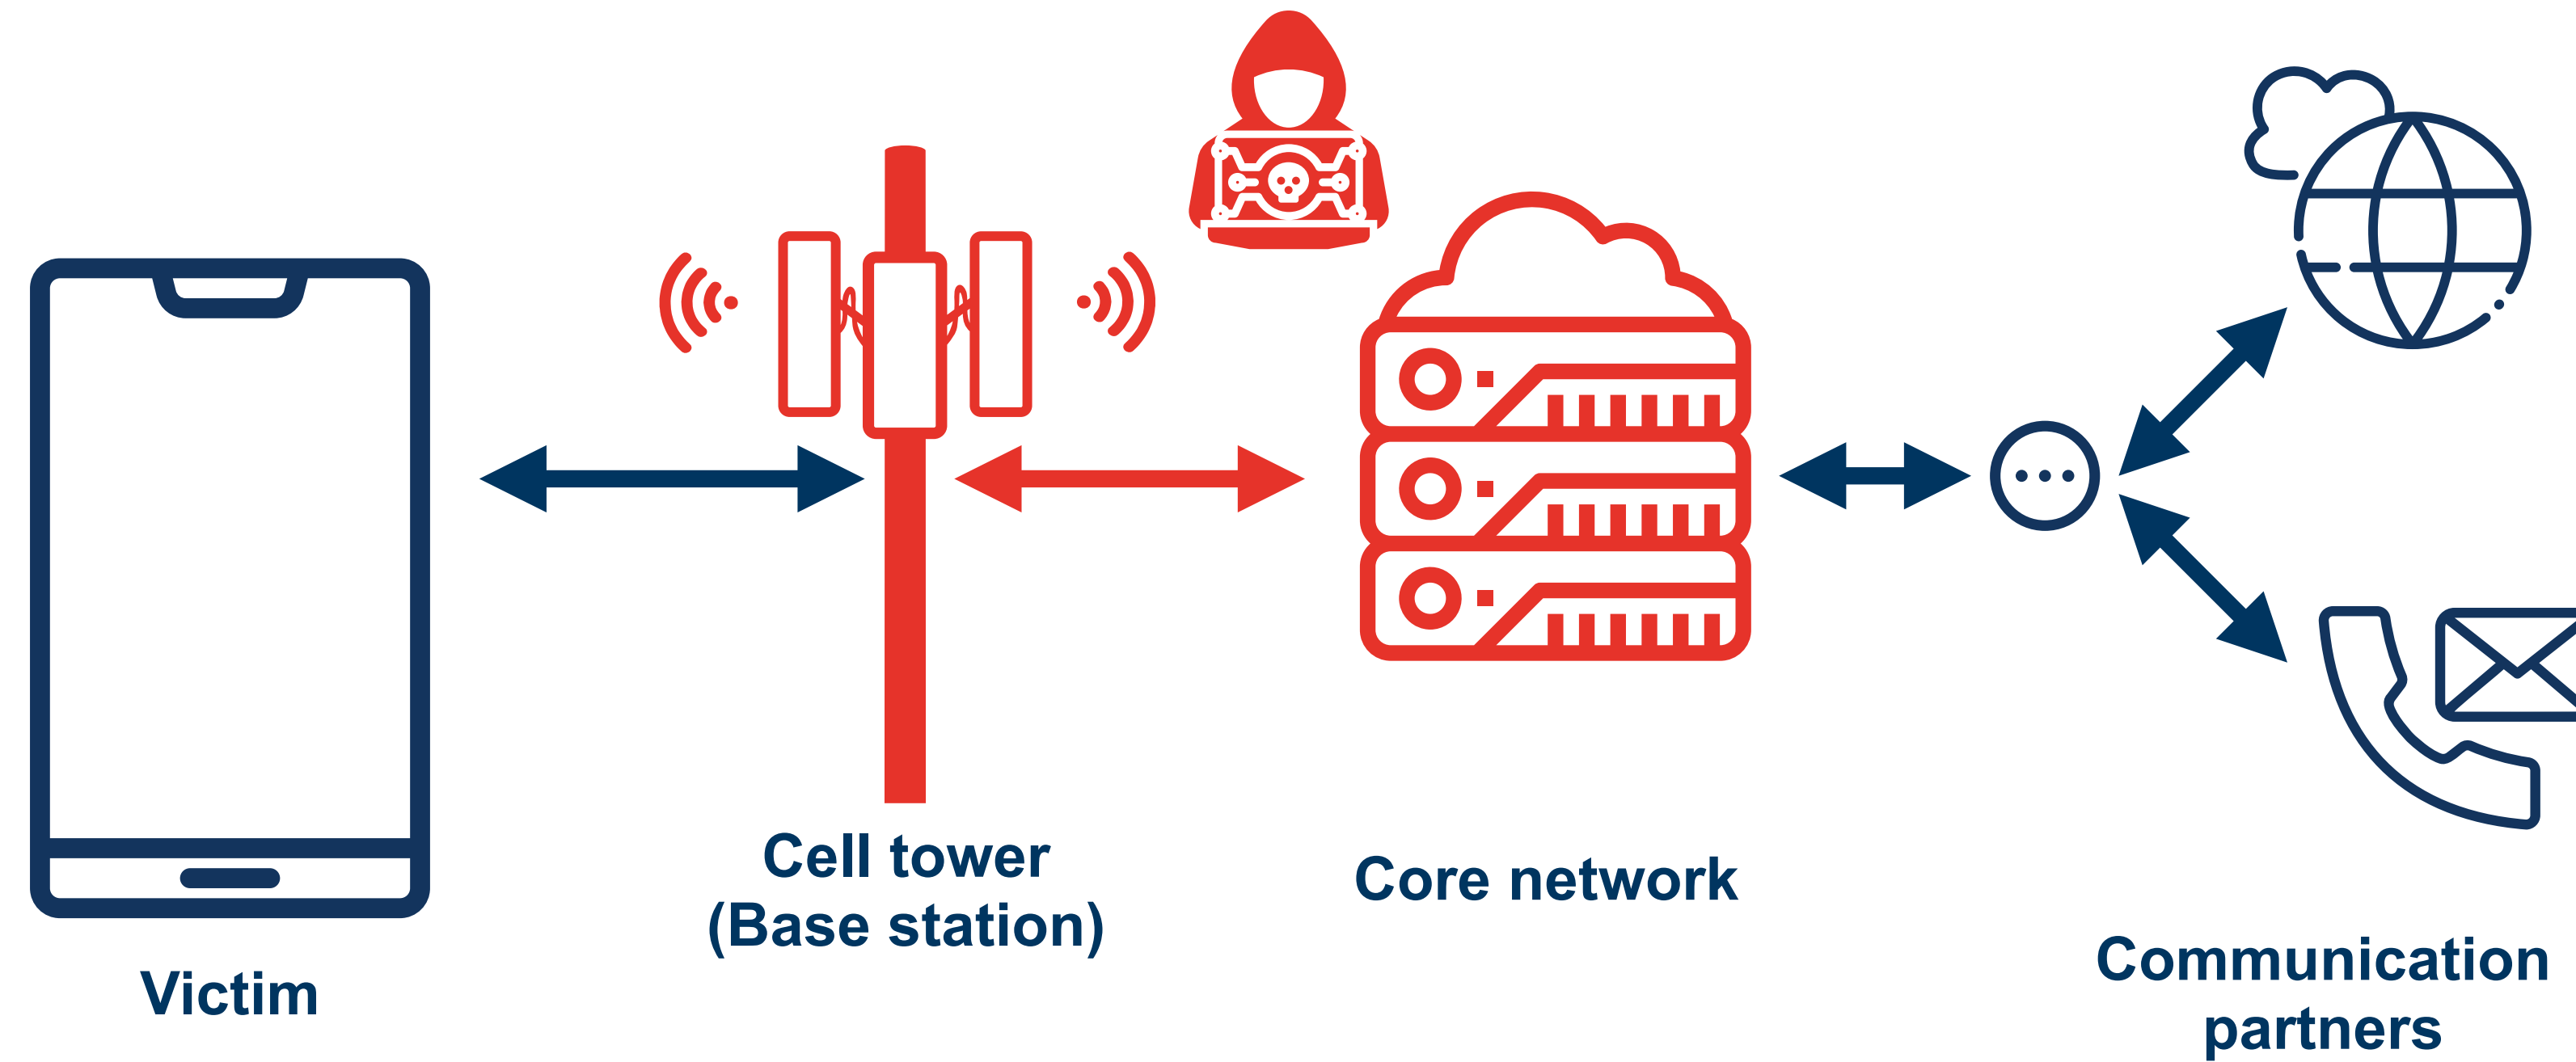 Victim
Cell tower
(Base station)
Core network
Communication
partners